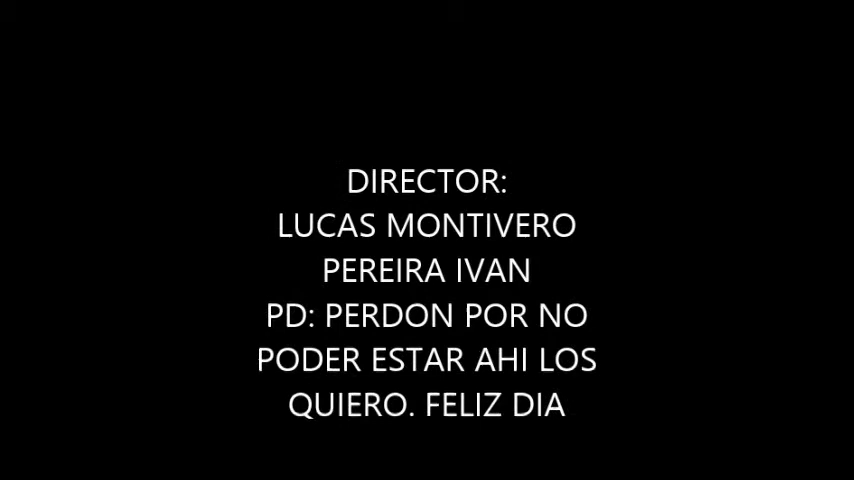 DIRECTOR:
LUCAS MONTIVERO
PEREIRA IVAN
PD: PERDON POR NO
PODER ESTAR AHI LOS
QUIERO. FELIZ DIA